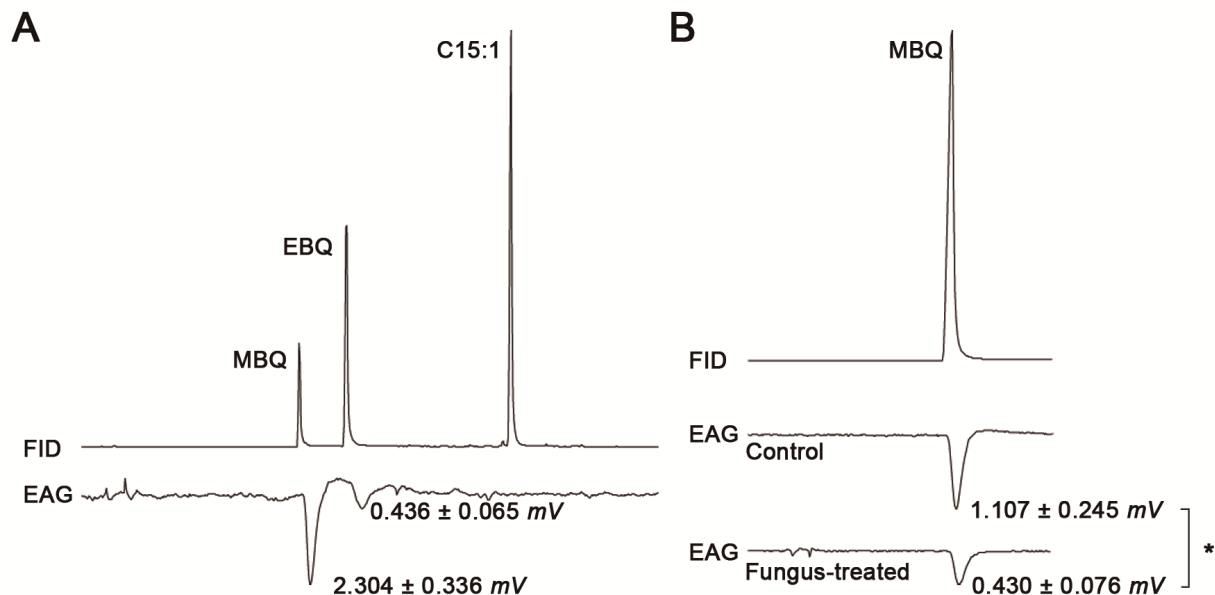 A
C15:1
EBQ
MBQ
FID
EAG
0.436 ± 0.065 mV
2.304 ± 0.336 mV
B
MBQ
FID
EAG
Control
1.107 ± 0.245 mV
*
EAG
Fungus-treated
0.430 ± 0.076 mV